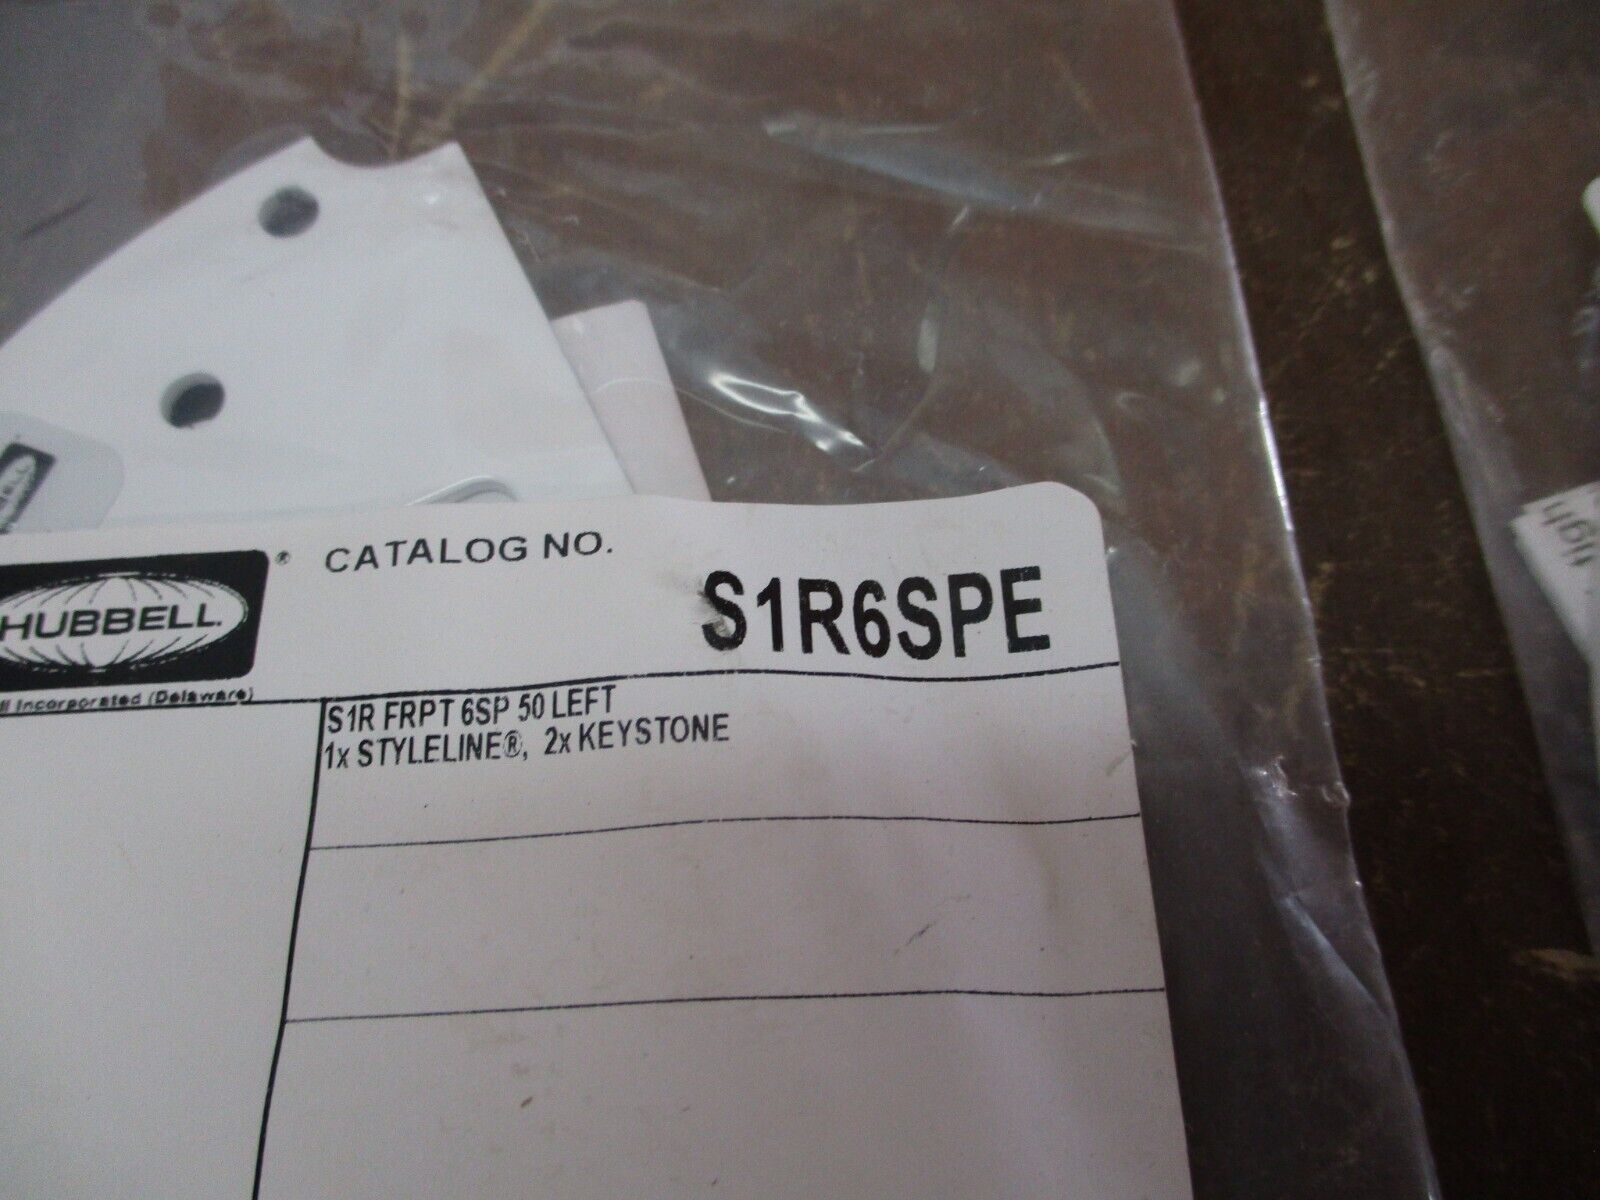 CATALOG NO.
S1R6SPE
HUBBELL
®
Incorporated (Delaware)
S1R FRPT 6SP 50 LEFT
1x STYLELINE®, 2x KEYSTONE